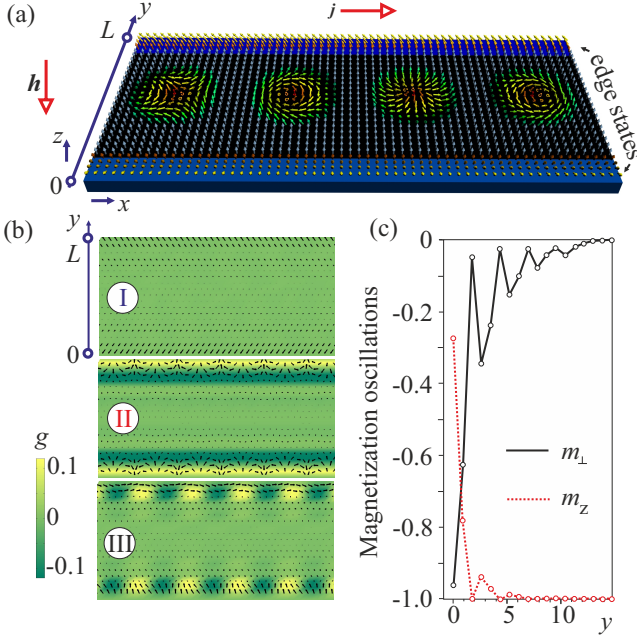 (a)
y
j
L
h
edge states
z
0
x
(b)
y
L
I
0
II
g
0.1
0
-0.1
III
(c)
Magnetization oscillations
0
-0.2
-0.4
-0.6
-0.8
-1.0
m⊥
mz
0
5
10
y